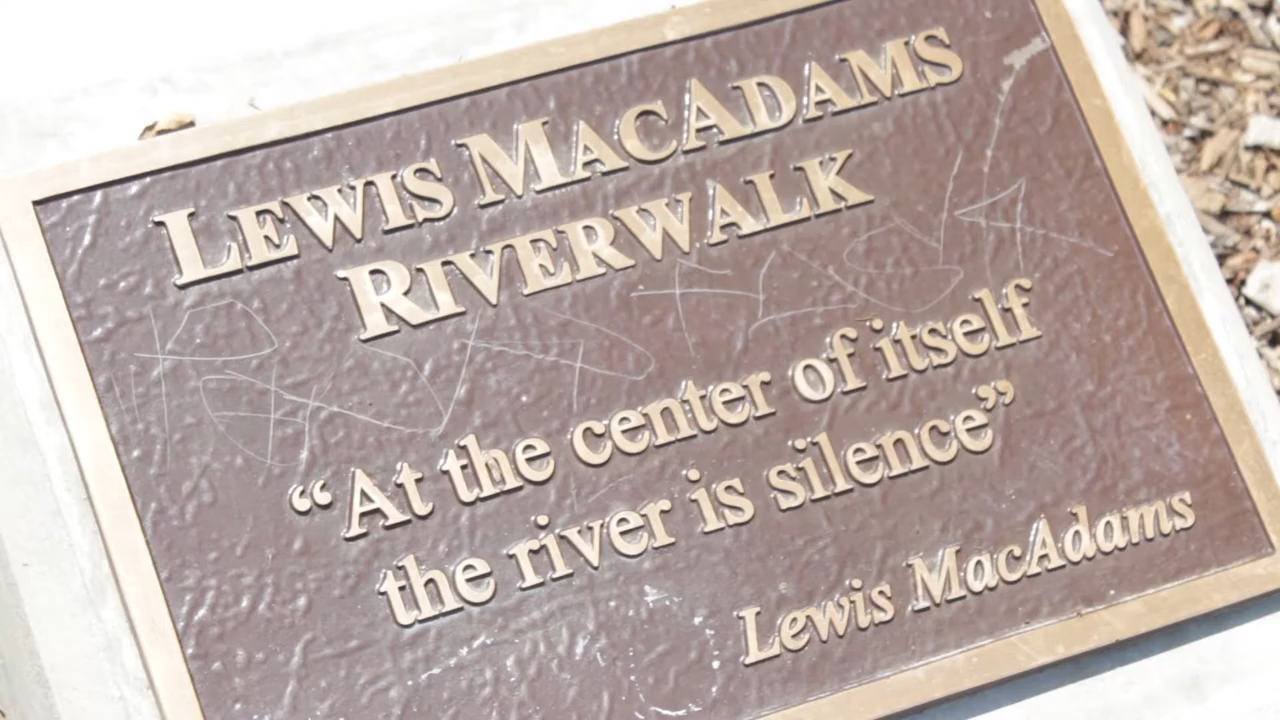 LEWIS MACADAMS
RIVERWALK
“At the center of itself
the river is silence”
Lewis MacAdams